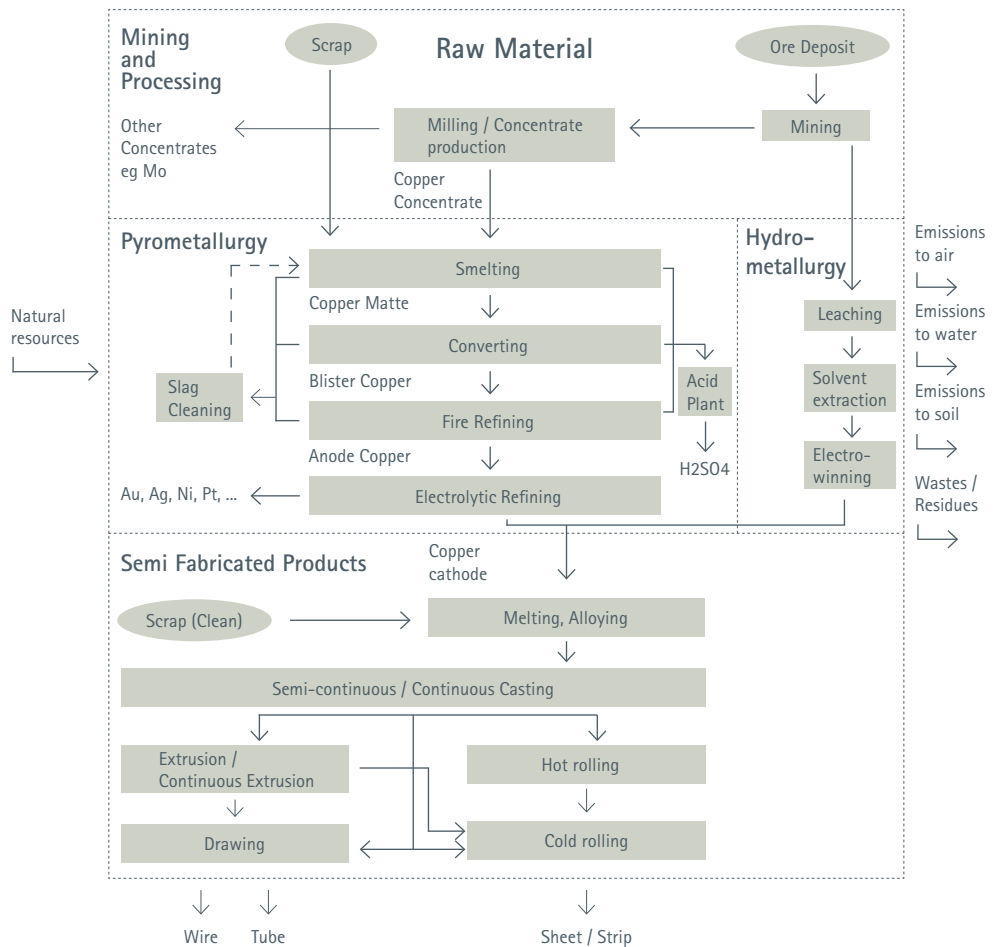 Mining
and
Processing
Scrap
Raw Material
Ore Deposit
Other
Concentrates
eg Mo
Milling / Concentrate
production
Mining
Copper
Concentrate
Pyrometallurgy
Hydro-
metallurgy
Emissions
to air
Smelting
Copper Matte
Natural
resources
Leaching
Emissions
to water
Converting
Blister Copper
Slag
Cleaning
Acid
Plant
Solvent
extraction
Emissions
to soil
Fire Refining
Anode Copper
H2SO4
Electro-
winning
Au, Ag, Ni, Pt, ...
Electrolytic Refining
Wastes /
Residues
Semi Fabricated Products
Copper
cathode
Scrap (Clean)
Melting, Alloying
Semi-continuous / Continuous Casting
Extrusion /
Continuous Extrusion
Hot rolling
Drawing
Cold rolling
Wire
Tube
Sheet / Strip